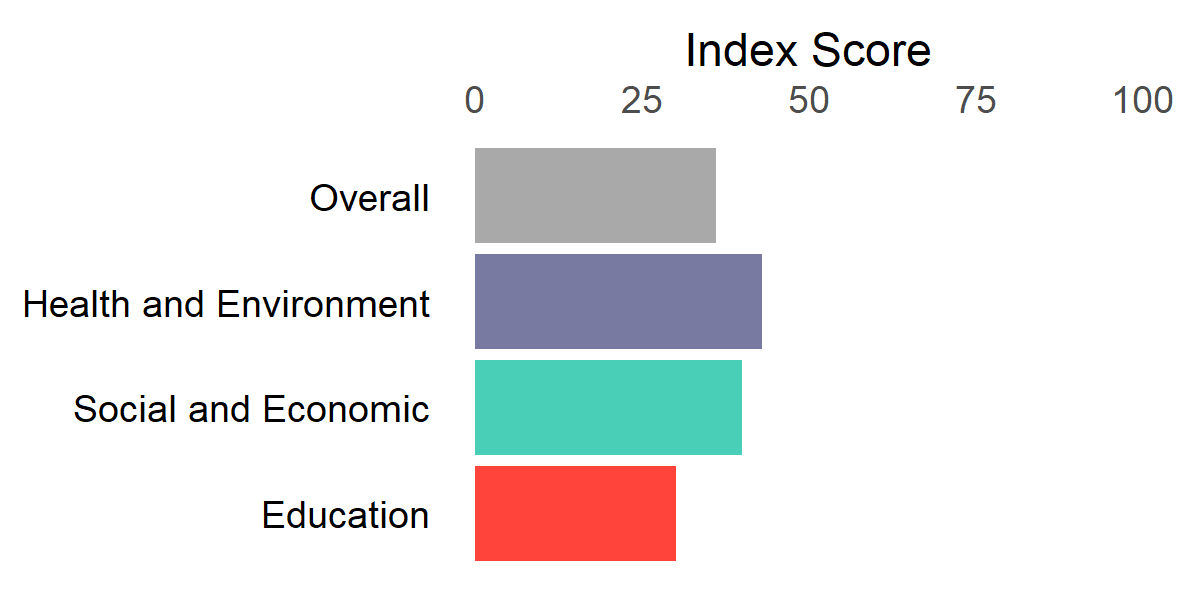 Index Score
0 25 50 75 100
Overall
Health and Environment
Social and Economic
Education